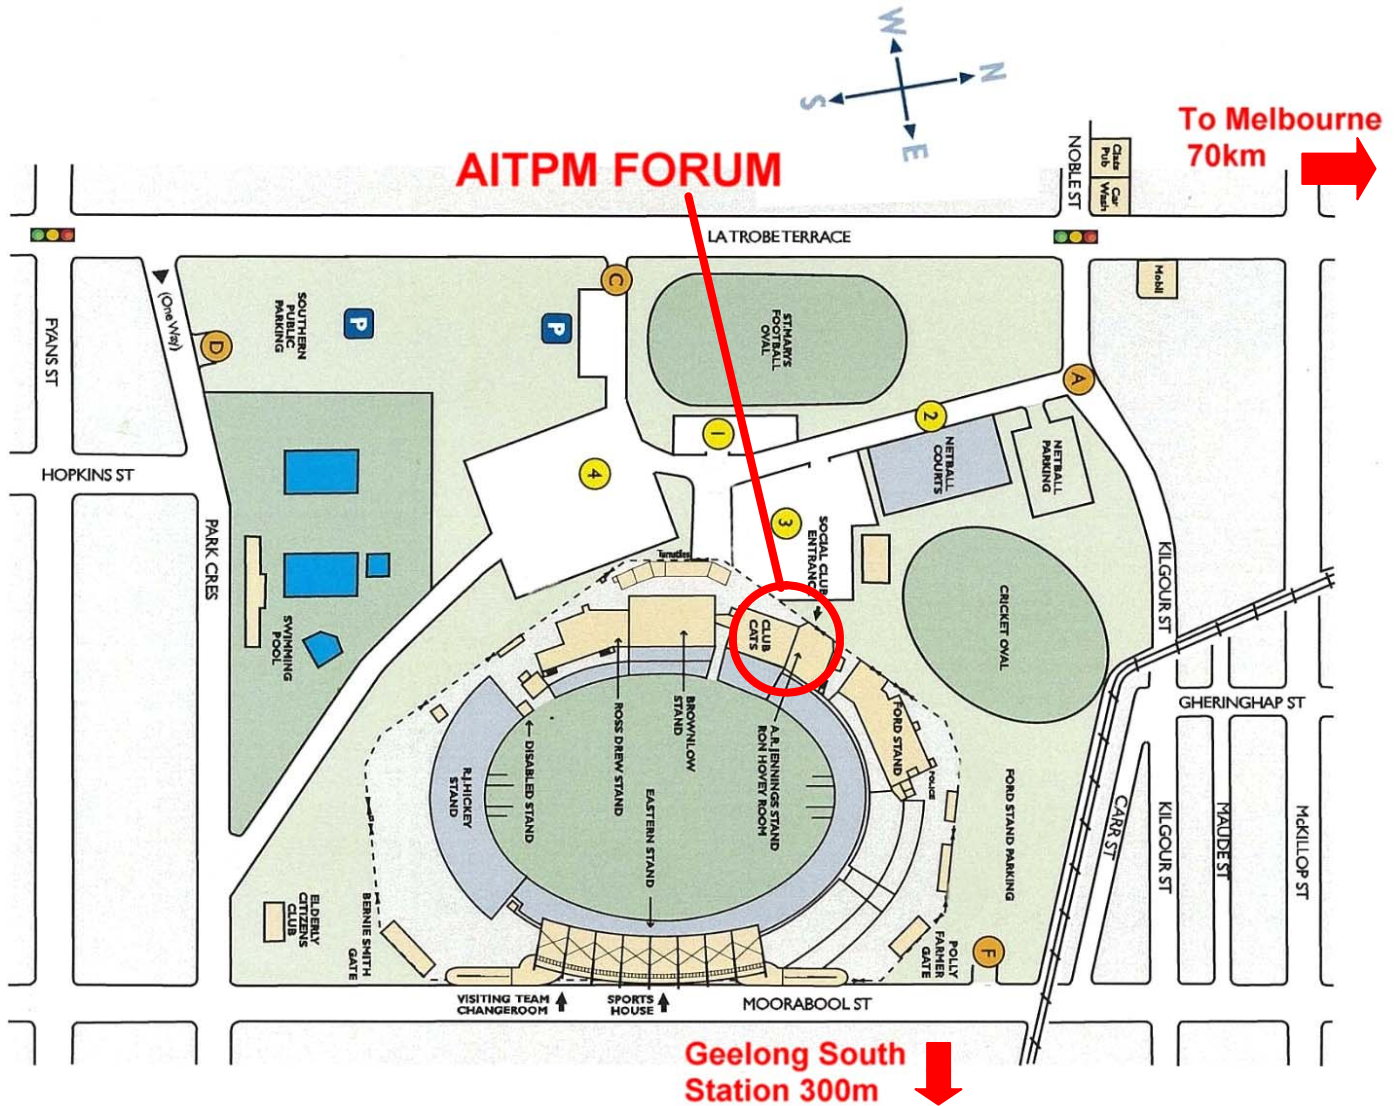 W
N
S
E
To Melbourne
70km
AITPM FORUM
NOBLE ST
Clats
Pub
Car
Wash
LATROBE TERRACE
C
Mobil
(One Way)
D
SOUTHERN
PUBLIC
PARKING
P
P
ST.MARYS
FOOTBALL
OVAL
FYANS ST
A
2
1
NETBALL
COURTS
NETBALL
PARKING
HOPKINS ST
4
3
SOCIAL CLUB
ENTRANCE
PARK CRES
Turnstiles
KILGOUR ST
CRICKET OVAL
SWIMMING
POOL
CLUB
CATS
GHERINGHAP ST
BROWNLOW
STAND
ROSS DREW STAND
DISABLED STAND
A.R.JENNINGS STAND
RON HOVEY ROOM
FORD STAND
POLICE
R.J.HICKEY
STAND
EASTERN STAND
FORD STAND PARKING
CARR ST
KILGOUR ST
MAUDE ST
McKILLOP ST
ELDERLY
CITIZENS
CLUB
BERNIE SMITH
GATE
POLLY
FARMER
GATE
F
VISITING TEAM
CHANGEROOM
SPORTS
HOUSE
MOORABOOL ST
Geelong South
Station 300m